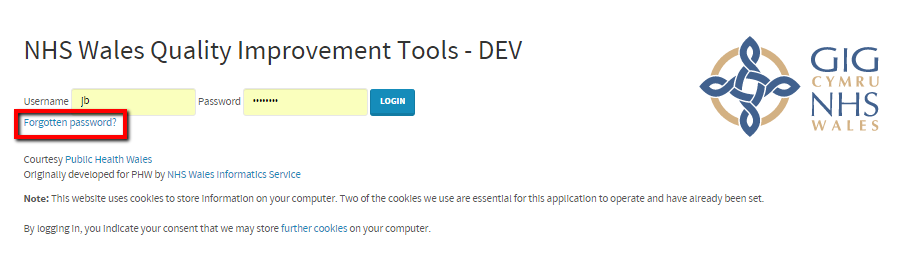 NHS Wales Quality Improvement Tools - DEV
GIG
CYMRU
NHS
WALES
Username jb Password •••••••• LOGIN
Forgotten password?
Courtesy Public Health Wales
Originally developed for PHW by NHS Wales Informatics Service
Note: This website uses cookies to store information on your computer. Two of the cookies we use are essential for this application to operate and have already been set.
By logging in, you indicate your consent that we may store further cookies on your computer.